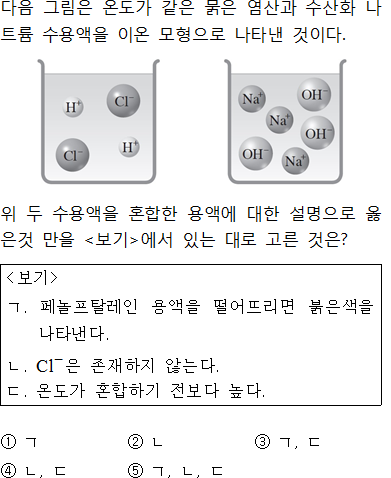 다음 그림은 온도가 같은 묽은 염산과 수산화 나
트륨 수용액을 이온 모형으로 나타낸 것이다.
H⁺ Cl⁻ Na⁺ OH⁻
Na⁺ OH⁻
Cl⁻ H⁺ OH⁻ Na⁺
위 두 수용액을 혼합한 용액에 대한 설명으로 옳
은것 만을 <보기>에서 있는 대로 고른 것은?
<보기>
ㄱ. 페놀프탈레인 용액을 떨어뜨리면 붉은색을
나타낸다.
ㄴ. Cl⁻은 존재하지 않는다.
ㄷ. 온도가 혼합하기 전보다 높다.
① ㄱ ② ㄴ ③ ㄱ, ㄷ
④ ㄴ, ㄷ ⑤ ㄱ, ㄴ, ㄷ